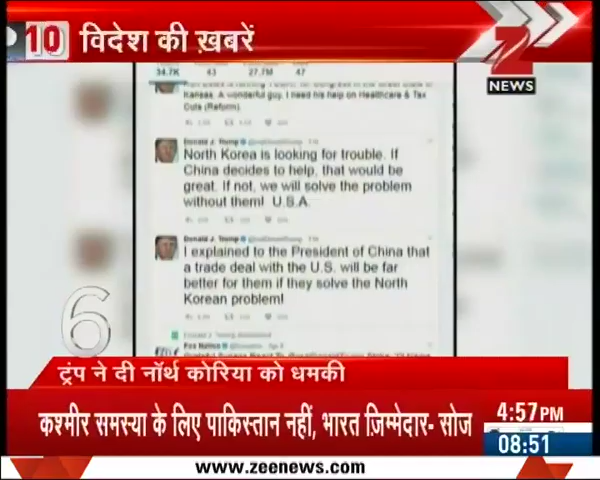 10 विदेश की ख़बरें
NEWS
34.7K 43 27.7M 47
Kansas. A wonderful guy, I need his help on Healthcare & Tax
Cuts (Reform).
Donald J. Trump
North Korea is looking for trouble. If
China decides to help, that would be
great. If not, we will solve the problem
without them! U.S.A.
Donald J. Trump
I explained to the President of China that
a trade deal with the U.S. will be far
better for them if they solve the North
Korean problem!
6
Fox Nation
ट्रंप ने दी नॉर्थ कोरिया को धमकी
कश्मीर समस्या के लिए पाकिस्तान नहीं, भारत ज़िम्मेदार- सोज
4:57PM
08:51
www.zeenews.com